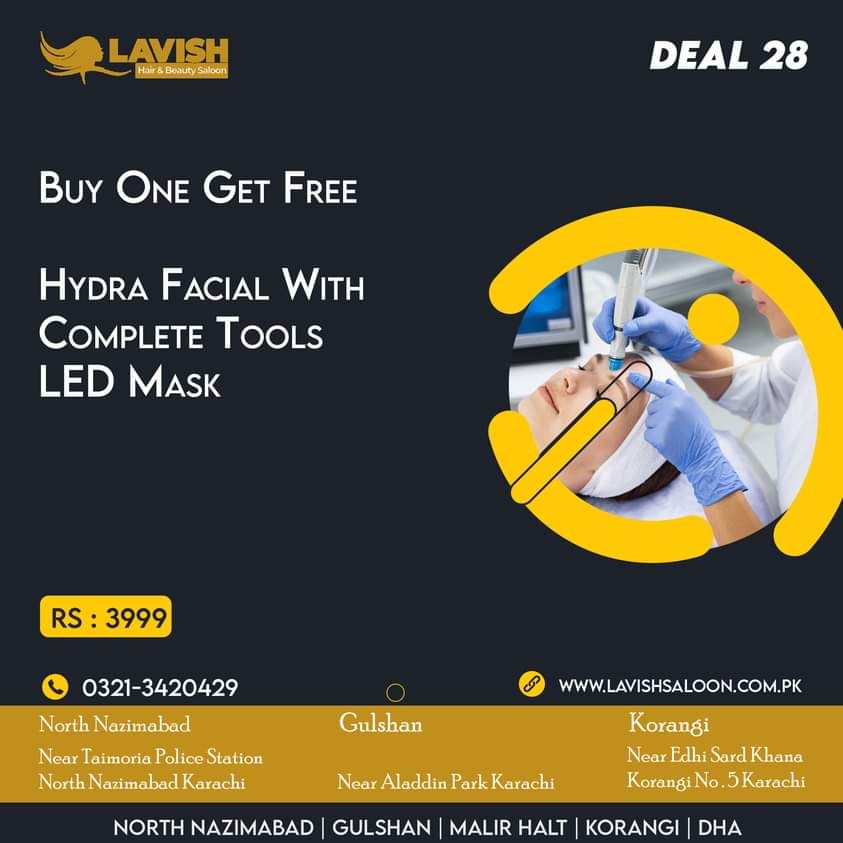 LAVISH
Hair & Beauty Saloon
DEAL 28
Buy One Get Free
Hydra Facial With
Complete Tools
LED Mask
RS : 3999
0321-3420429
WWW.LAVISHSALOON.COM.PK
North Nazimabad
Near Taimoria Police Station
North Nazimabad Karachi
Gulshan
Near Aladdin Park Karachi
Korangi
Near Edhi Sard Khana
Korangi No . 5 Karachi
NORTH NAZIMABAD | GULSHAN | MALIR HALT | KORANGI | DHA